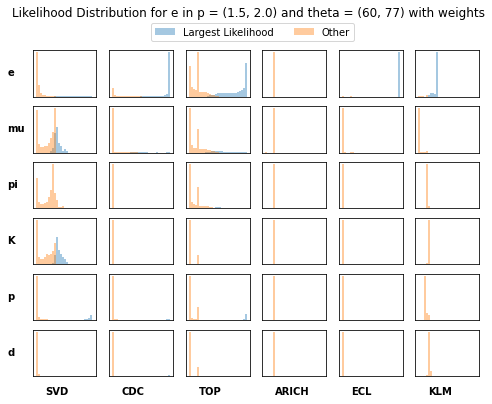 Likelihood Distribution for e in p = (1.5, 2.0) and theta = (60, 77) with weights
Largest Likelihood Other
e
mu
pi
K
p
d
SVD CDC TOP ARICH ECL KLM